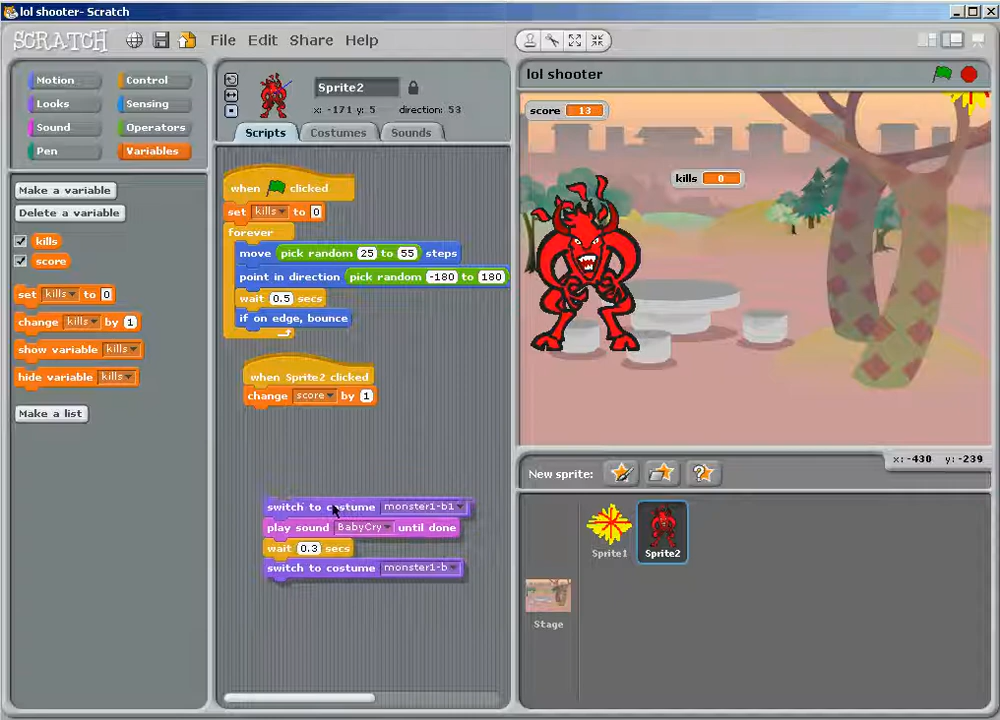 lol shooter- Scratch
SCRATCH File Edit Share Help
Motion Control
Looks Sensing
Sound Operators
Pen Variables
Make a variable
Delete a variable
kills
score
set kills to 0
change kills by 1
show variable kills
hide variable kills
Make a list
Sprite2
x: -171 y: 5 direction: 53
Scripts Costumes Sounds
when clicked
set kills to 0
forever
move pick random 25 to 55 steps
point in direction pick random -180 to 180
wait 0.5 secs
if on edge, bounce
when Sprite2 clicked
change score by 1
switch to costume monster1-b1
play sound BabyCry until done
wait 0.3 secs
switch to costume monster1-b
lol shooter
score 13
kills 0
x:-430 y:-239
New sprite:
Sprite1 Sprite2
Stage